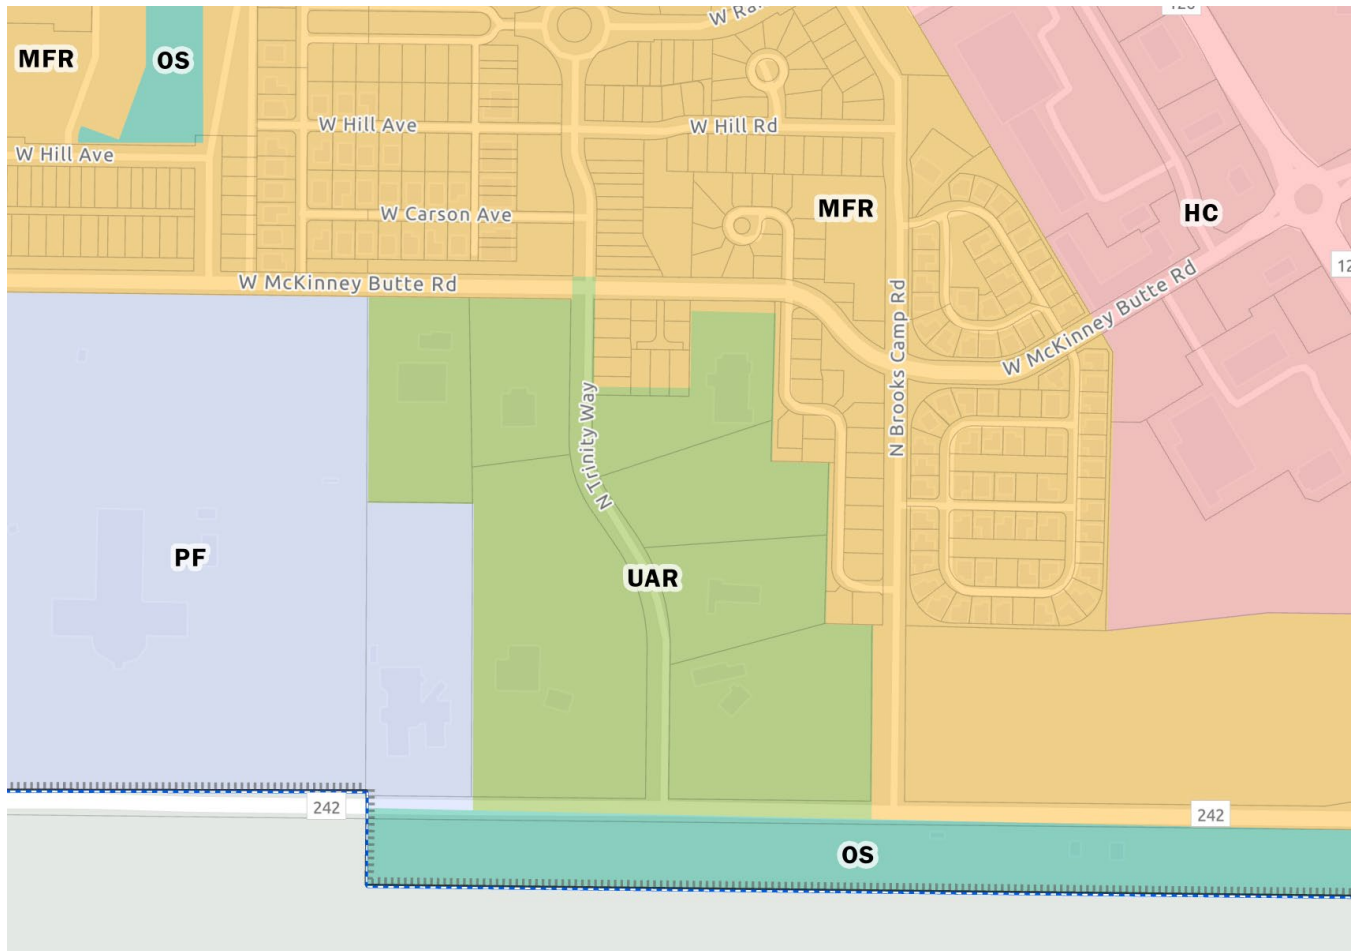 W Ra
MFR
OS
W Hill Ave
W Hill Rd
W Hill Ave
MFR
HC
W Carson Ave
W McKinney Butte Rd
N Brooks Camp Rd
W McKinney Butte Rd
N Trinity Way
PF
UAR
242
242
OS